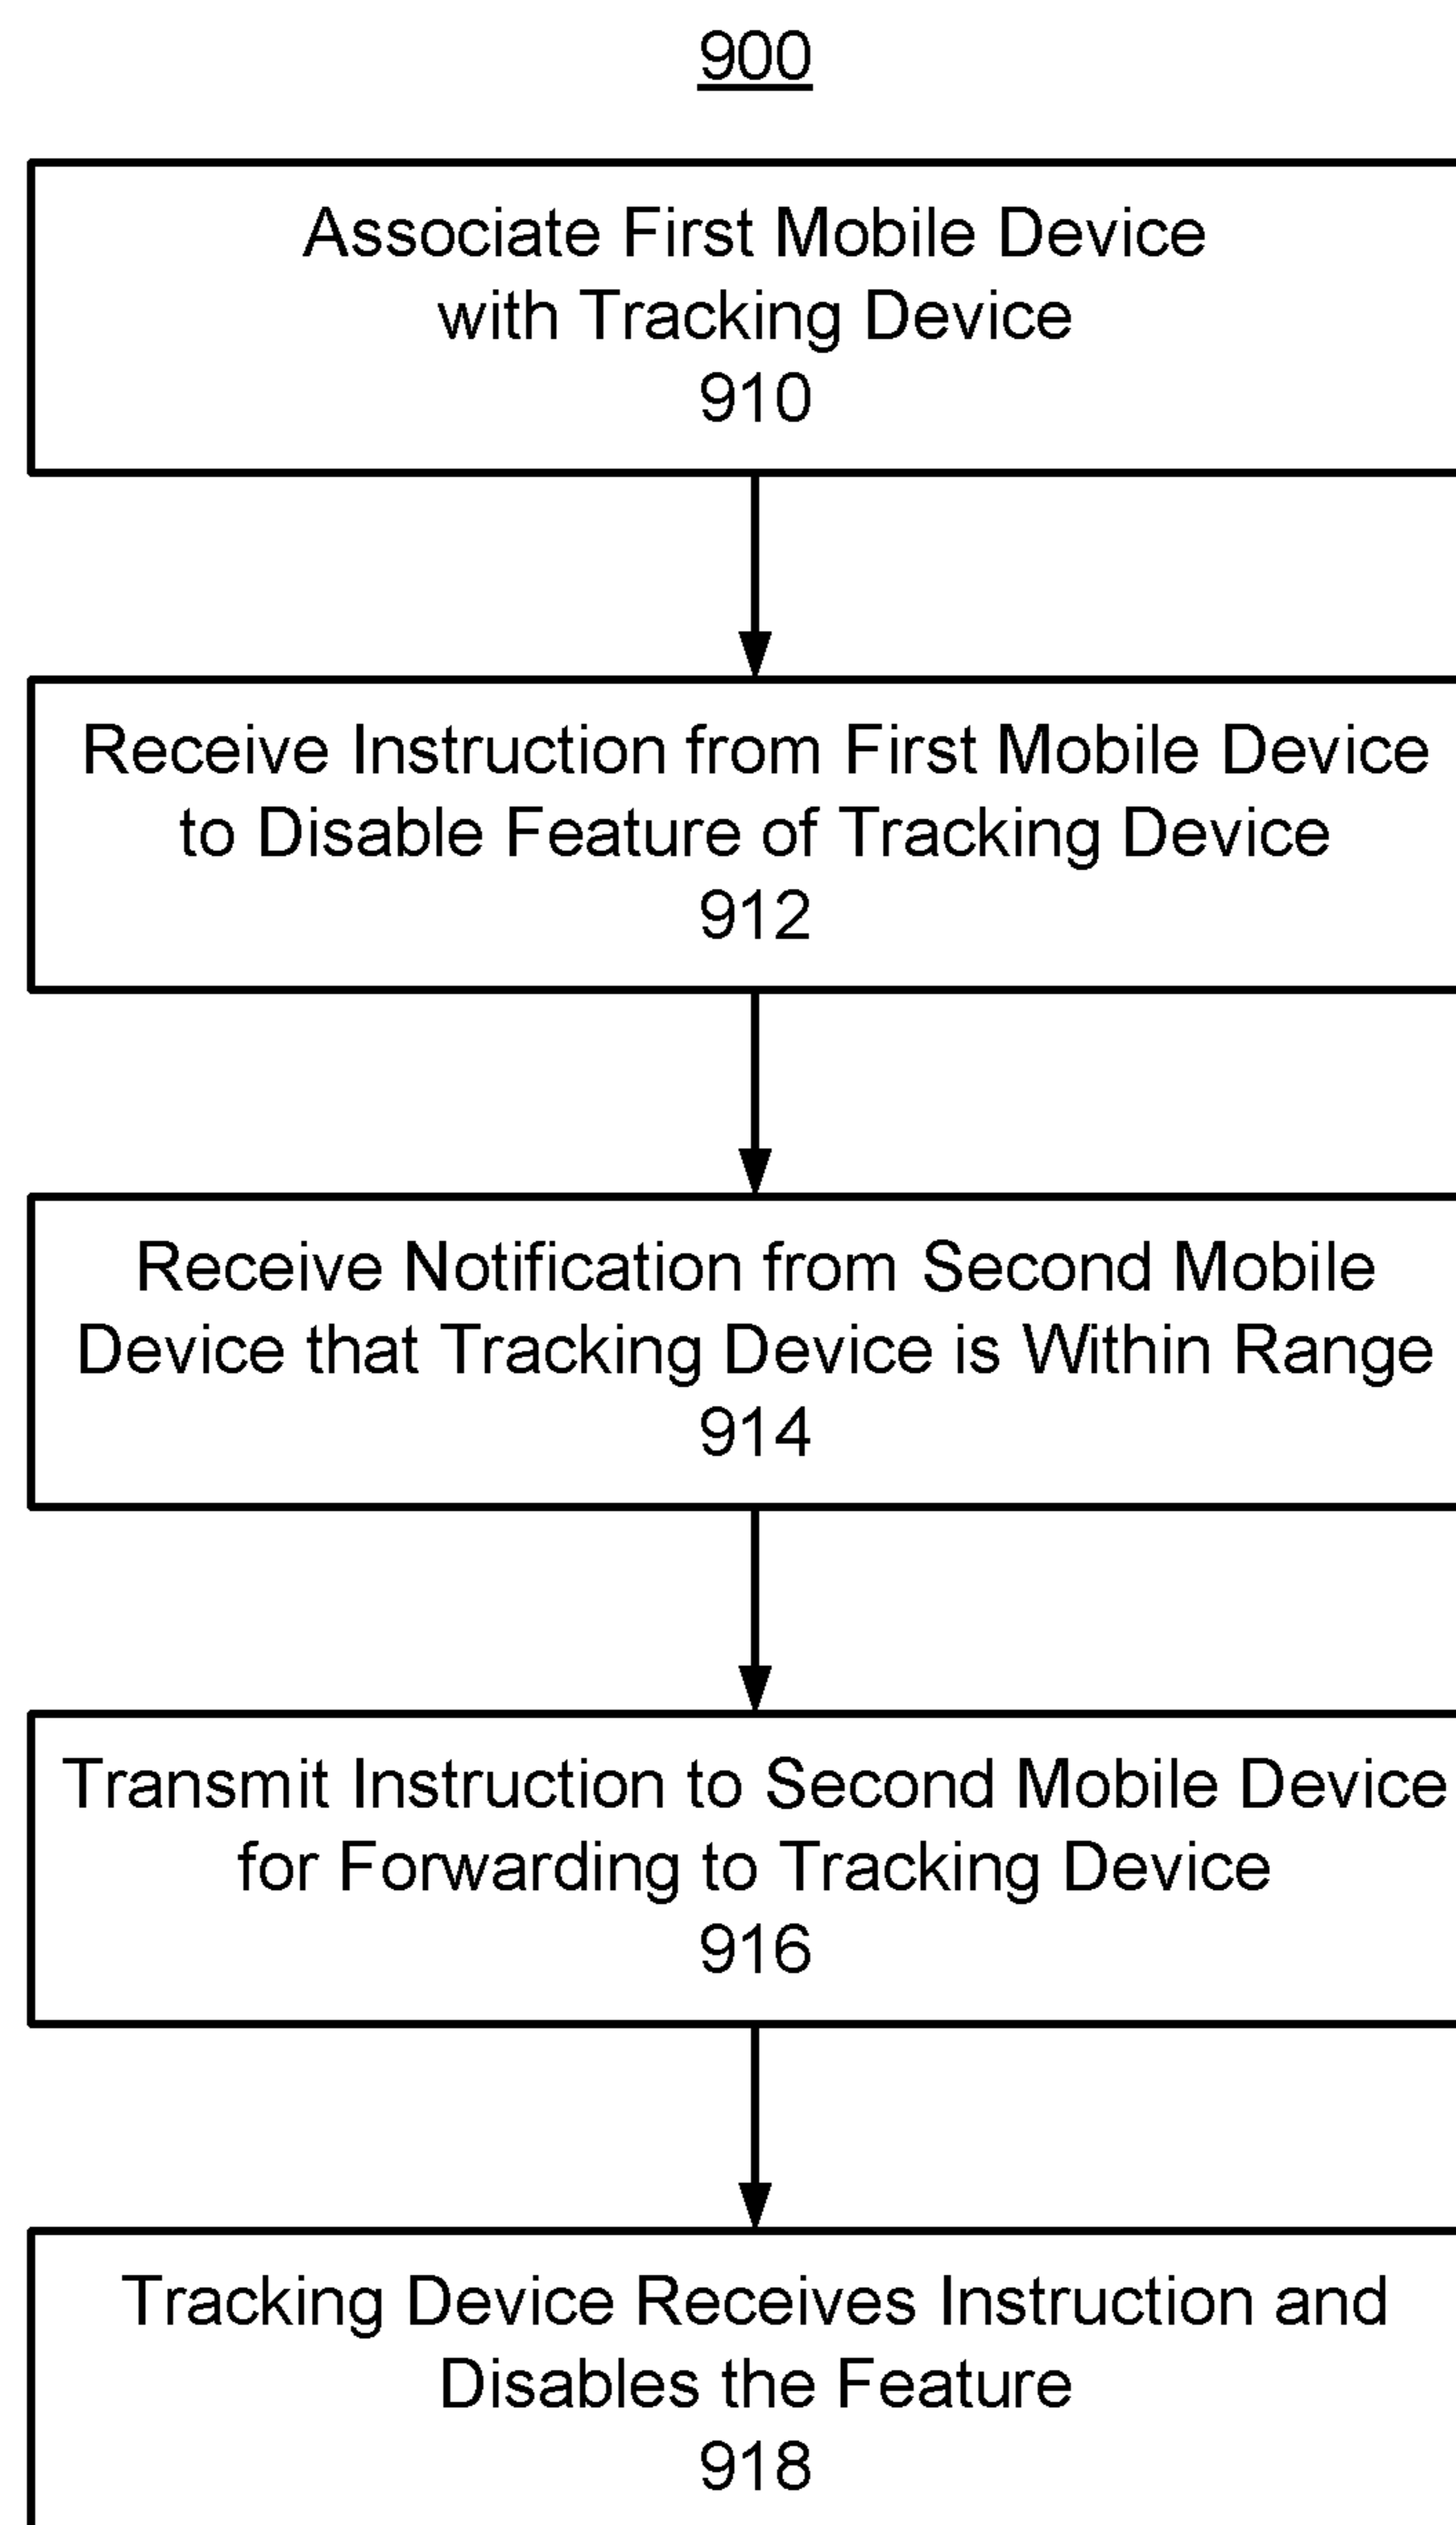 900
Associate First Mobile Device
with Tracking Device
910
Receive Instruction from First Mobile Device
to Disable Feature of Tracking Device
912
Receive Notification from Second Mobile
Device that Tracking Device is Within Range
914
Transmit Instruction to Second Mobile Device
for Forwarding to Tracking Device
916
Tracking Device Receives Instruction and
Disables the Feature
918